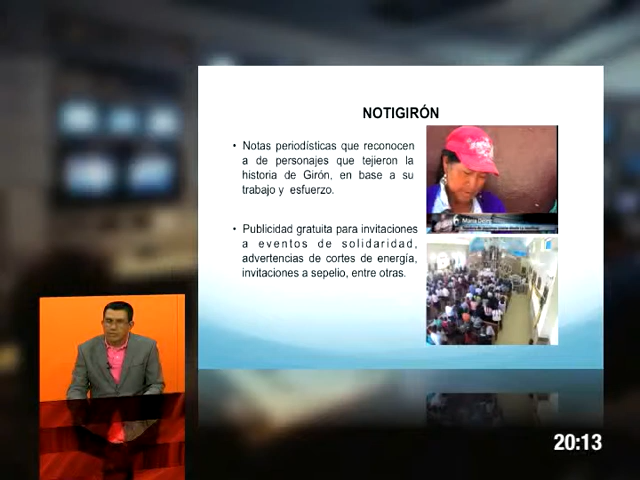 NOTIGIRÓN
• Notas periodísticas que reconocen
a de personajes que tejieron la
historia de Girón, en base a su
trabajo y esfuerzo.
• Publicidad gratuita para invitaciones
a eventos de solidaridad,
advertencias de cortes de energía,
invitaciones a sepelio, entre otras.
20:13